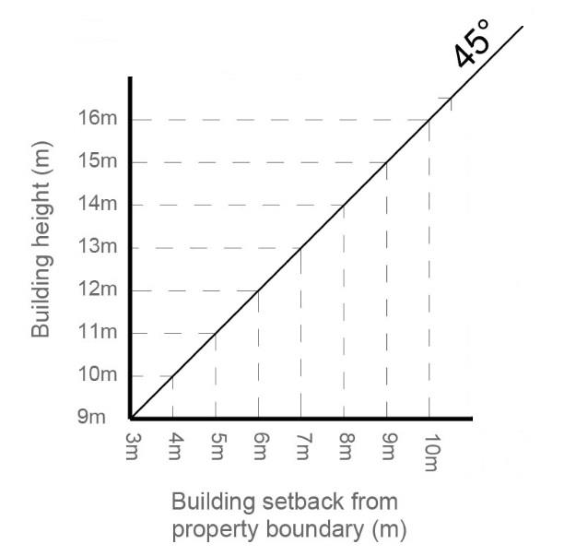 45°
16m
15m
14m
13m
12m
11m
10m
9m
Building height (m)
3m
4m
5m
6m
7m
8m
9m
10m
Building setback from
property boundary (m)